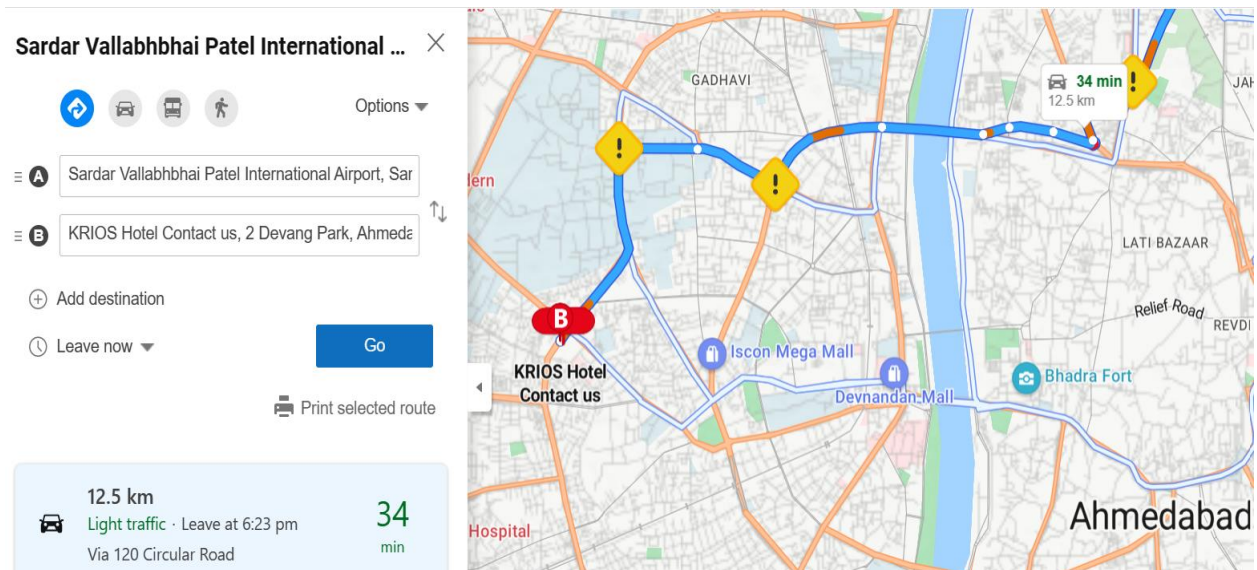 Sardar Vallabhbhai Patel International ...
Options
A
Sardar Vallabhbhai Patel International Airport, Sar
B
KRIOS Hotel Contact us, 2 Devang Park, Ahmeda
Add destination
Leave now
Go
Print selected route
12.5 km
Light traffic · Leave at 6:23 pm
Via 120 Circular Road
34
min
GADHAVI
34 min
12.5 km
JAH
lern
LATI BAZAAR
Relief Road
REVDI
B
KRIOS Hotel
Contact us
Iscon Mega Mall
Devnandan Mall
Bhadra Fort
Ahmedabad
Hospital